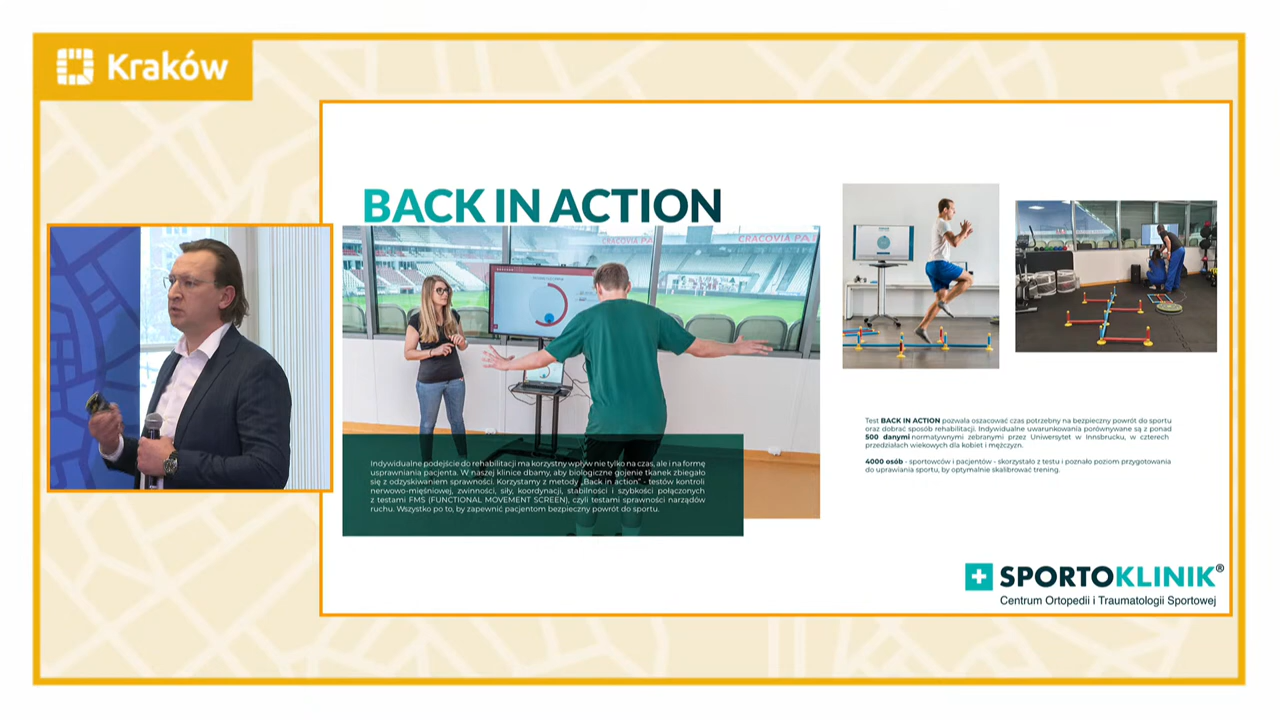 Kraków
BACK IN ACTION
CRACOVIA PA
CRACOVIA PA
Indywidualne podejście do rehabilitacji ma korzystny wpływ nie tylko na czas, ale i na formę
usprawniania pacjenta. W naszej klinice dbamy, aby biologiczne gojenie tkanek zbiegało
się z odzyskiwaniem sprawności. Korzystamy z metody „Back in action" - testów kontroli
nerwowo-mięśniowej, zwinności, siły, koordynacji, stabilności i szybkości połączonych
z testami FMS (FUNCTIONAL MOVEMENT SCREEN), czyli testami sprawności narządów
ruchu. Wszystko po to, by zapewnić pacjentom bezpieczny powrót do sportu.
Test BACK IN ACTION pozwala oszacować czas potrzebny na bezpieczny powrót do sportu
oraz dobrać sposób rehabilitacji. Indywidualne uwarunkowania porównywane są z ponad
500 danymi normatywnymi zebranymi przez Uniwersytet w Innsbrucku, w czterech
przedziałach wiekowych dla kobiet i mężczyzn.
4000 osób - sportowców i pacjentów - skorzystało z testu i poznało poziom przygotowania
do uprawiania sportu, by optymalnie skalibrować trening.
SPORTOKLINIK®
Centrum Ortopedii i Traumatologii Sportowej